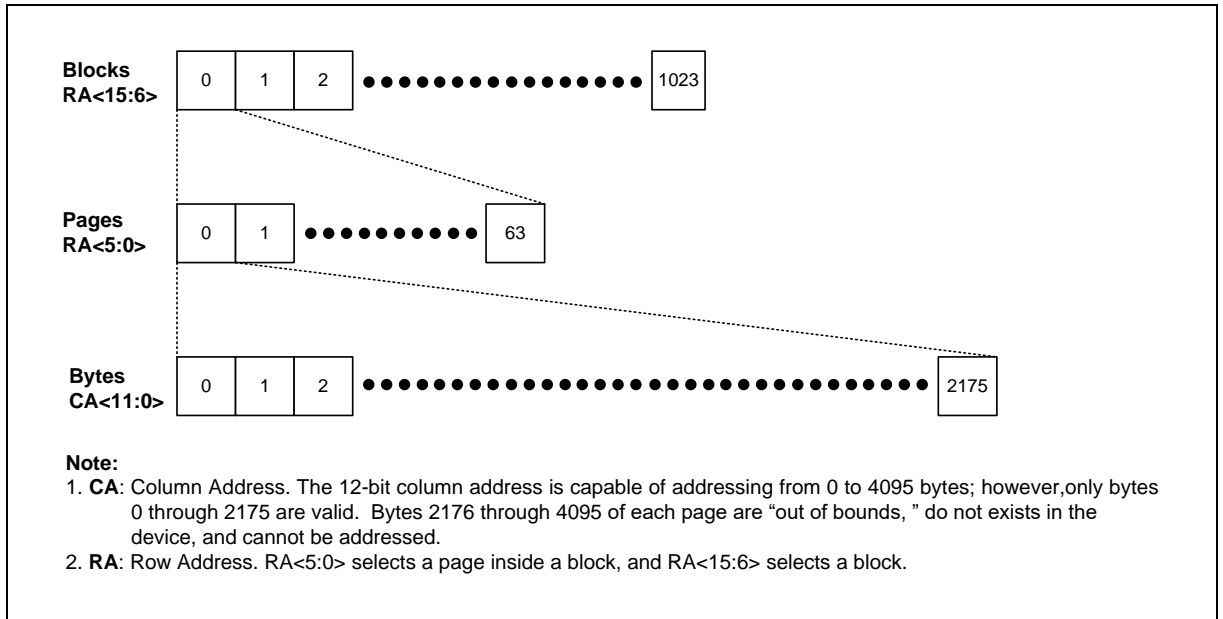 Blocks
RA<15:6>
0 1 2 1023
Pages
RA<5:0>
0 1 63
Bytes
CA<11:0>
0 1 2 2175
Note:
1. CA: Column Address. The 12-bit column address is capable of addressing from 0 to 4095 bytes; however,only bytes
0 through 2175 are valid. Bytes 2176 through 4095 of each page are “out of bounds, ” do not exists in the
device, and cannot be addressed.
2. RA: Row Address. RA<5:0> selects a page inside a block, and RA<15:6> selects a block.